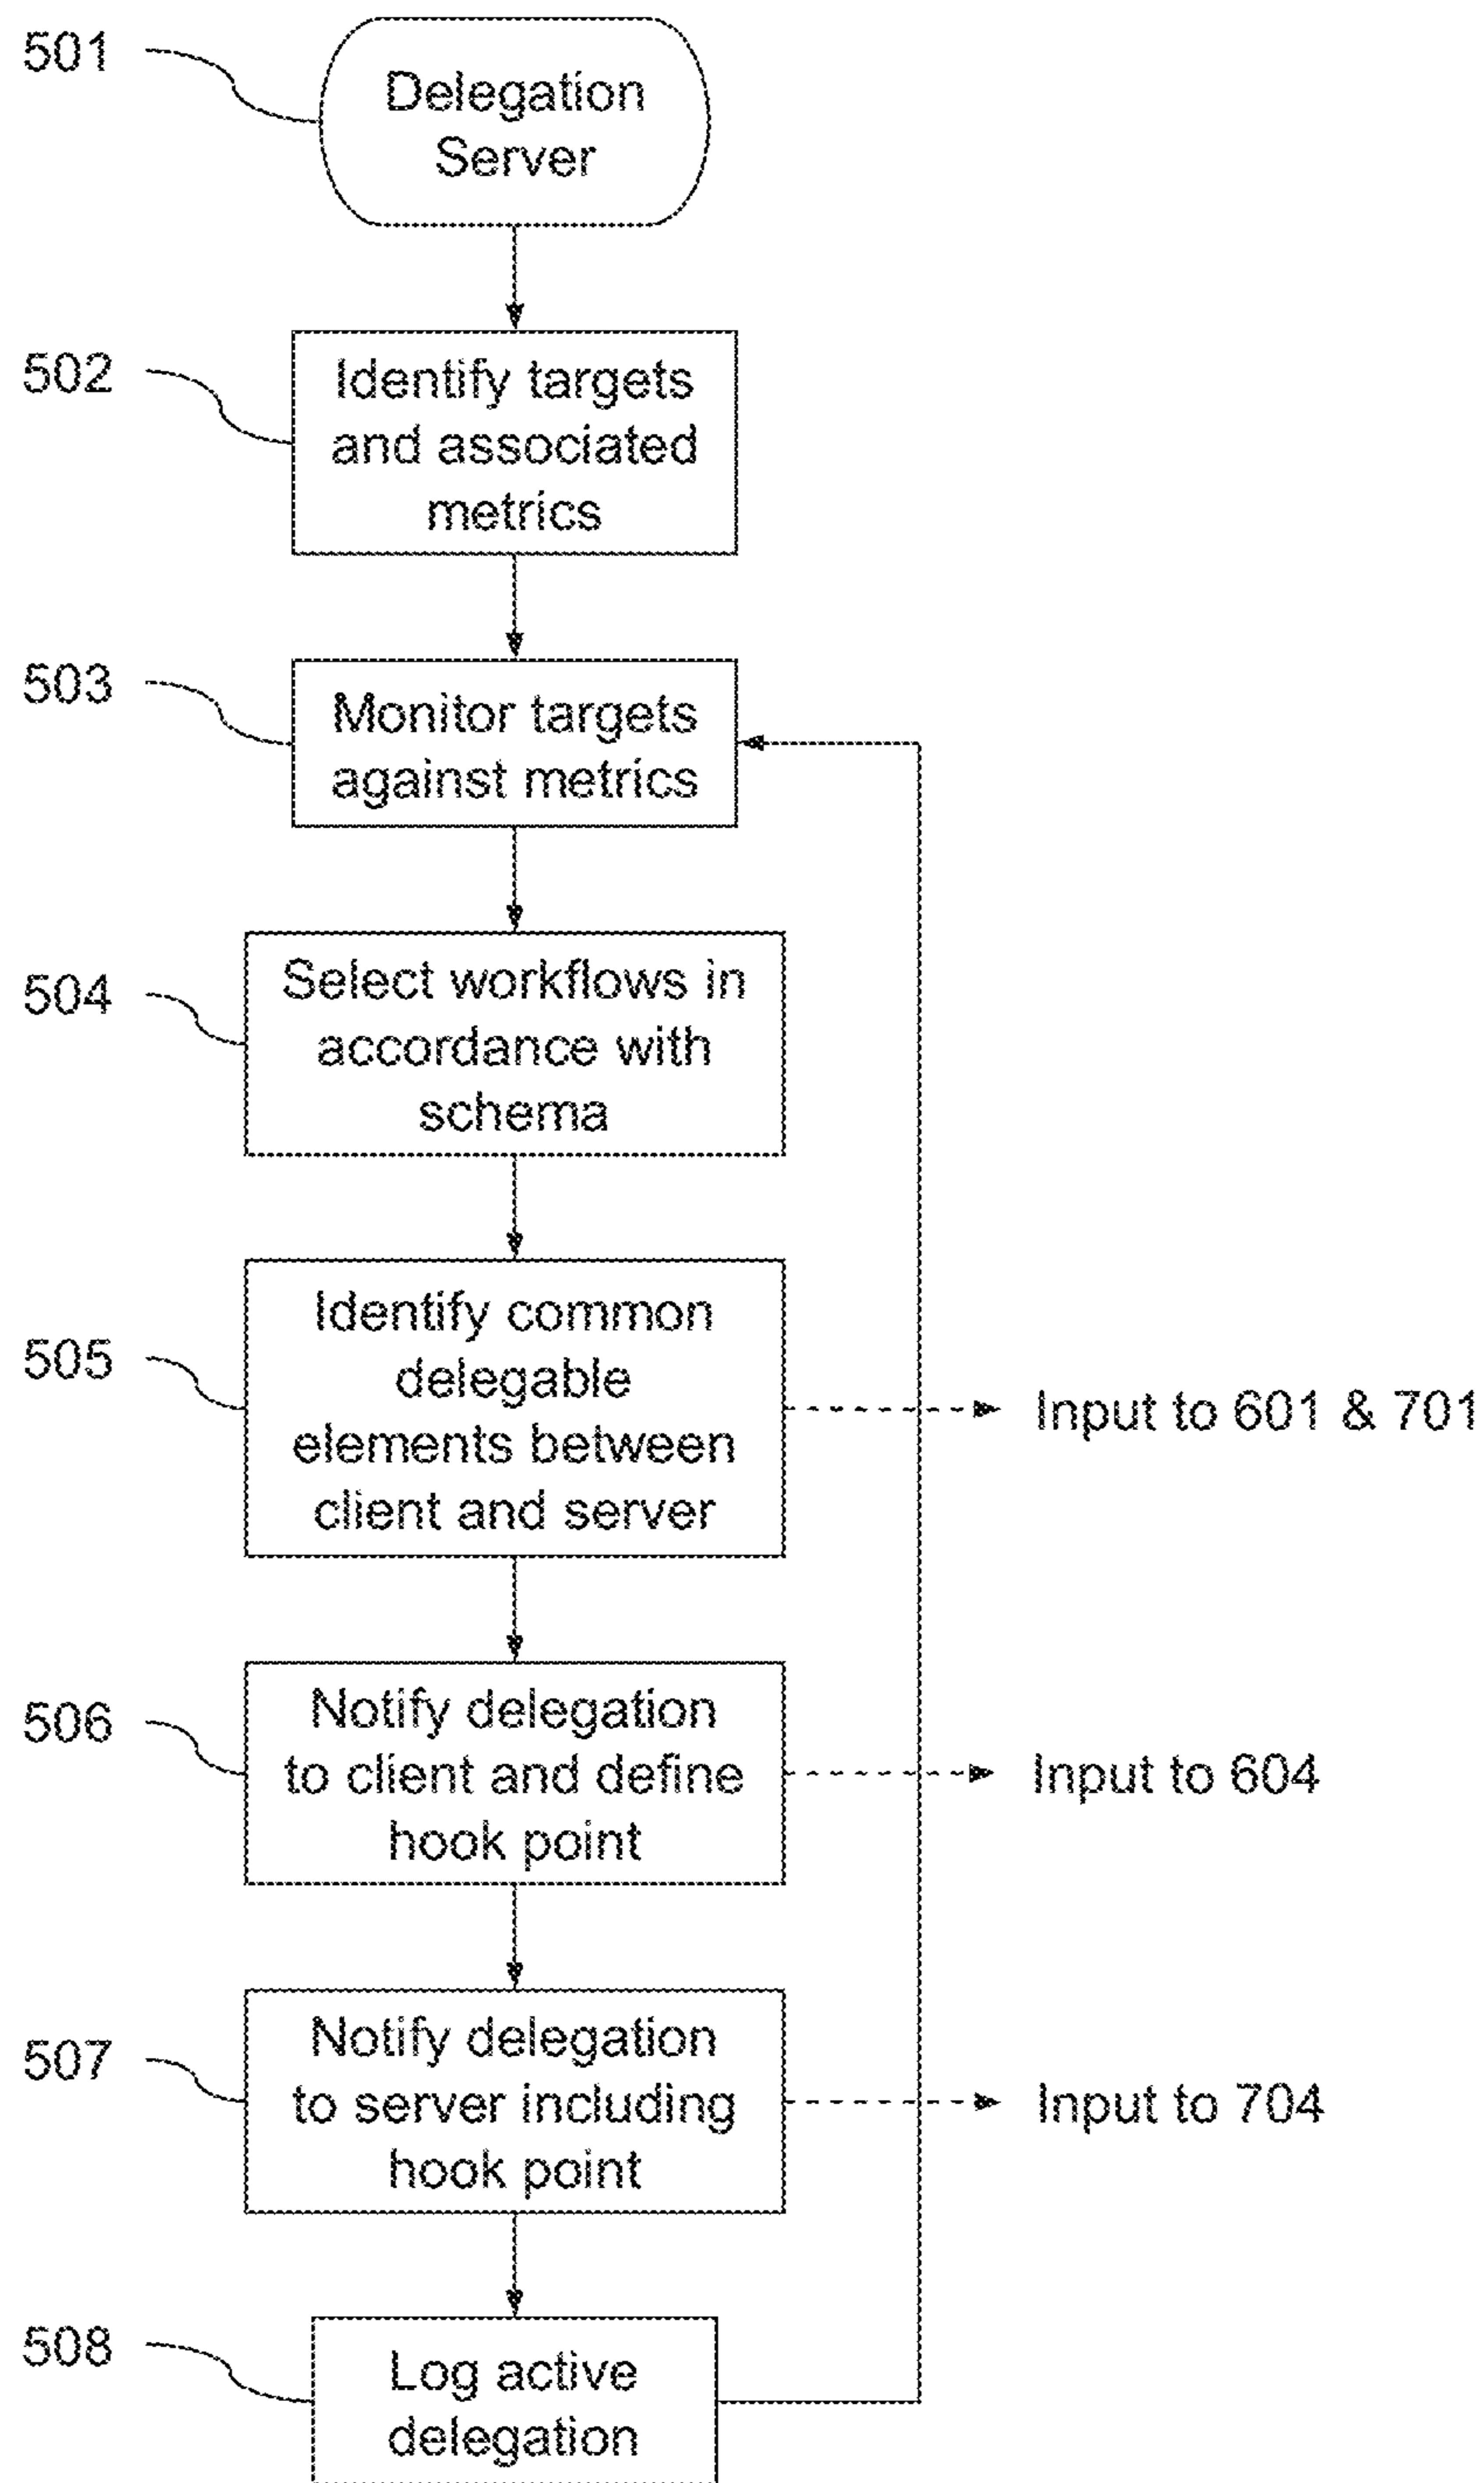 501
Delegation
Server
502
Identify targets
and associated
metrics
503
Monitor targets
against metrics
504
Select workflows in
accordance with
schema
505
Identify common
delegable
elements between
client and server
Input to 601 & 701
506
Notify delegation
to client and define
hook point
Input to 604
507
Notify delegation
to server including
hook point
Input to 704
508
Log active
delegation